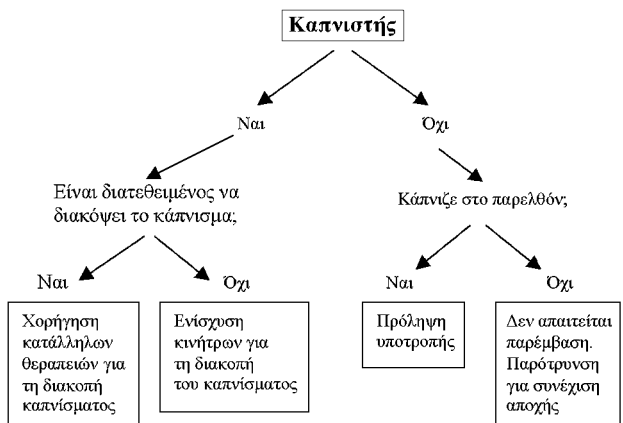 Καπνιστής
Ναι
Όχι
Είναι διατεθειμένος να
διακόψει το κάπνισμα;
Κάπνιζε στο παρελθόν;
Ναι
Όχι
Ναι
Όχι
Χορήγηση
κατάλληλων
θεραπειών για
τη διακοπή
καπνίσματος
Ενίσχυση
κινήτρων για
τη διακοπή
του καπνίσματος
Πρόληψη
υποτροπής
Δεν απαιτείται
παρέμβαση.
Παρότρυνση
για συνέχιση
αποχής